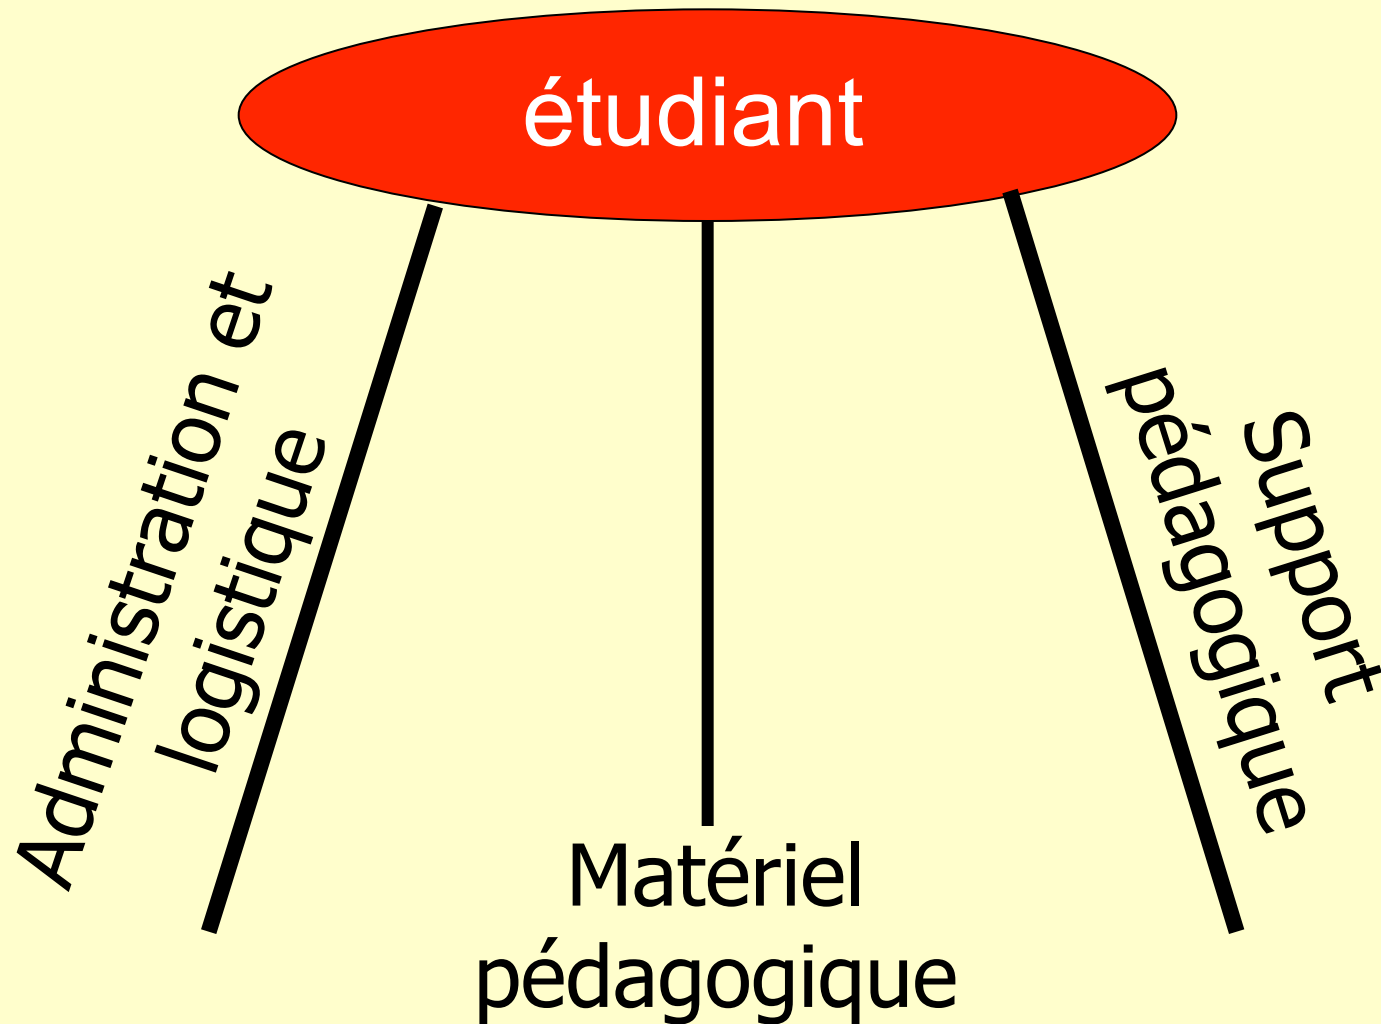 étudiant
Administration et
logistique
Support
pédagogique
Matériel
pédagogique